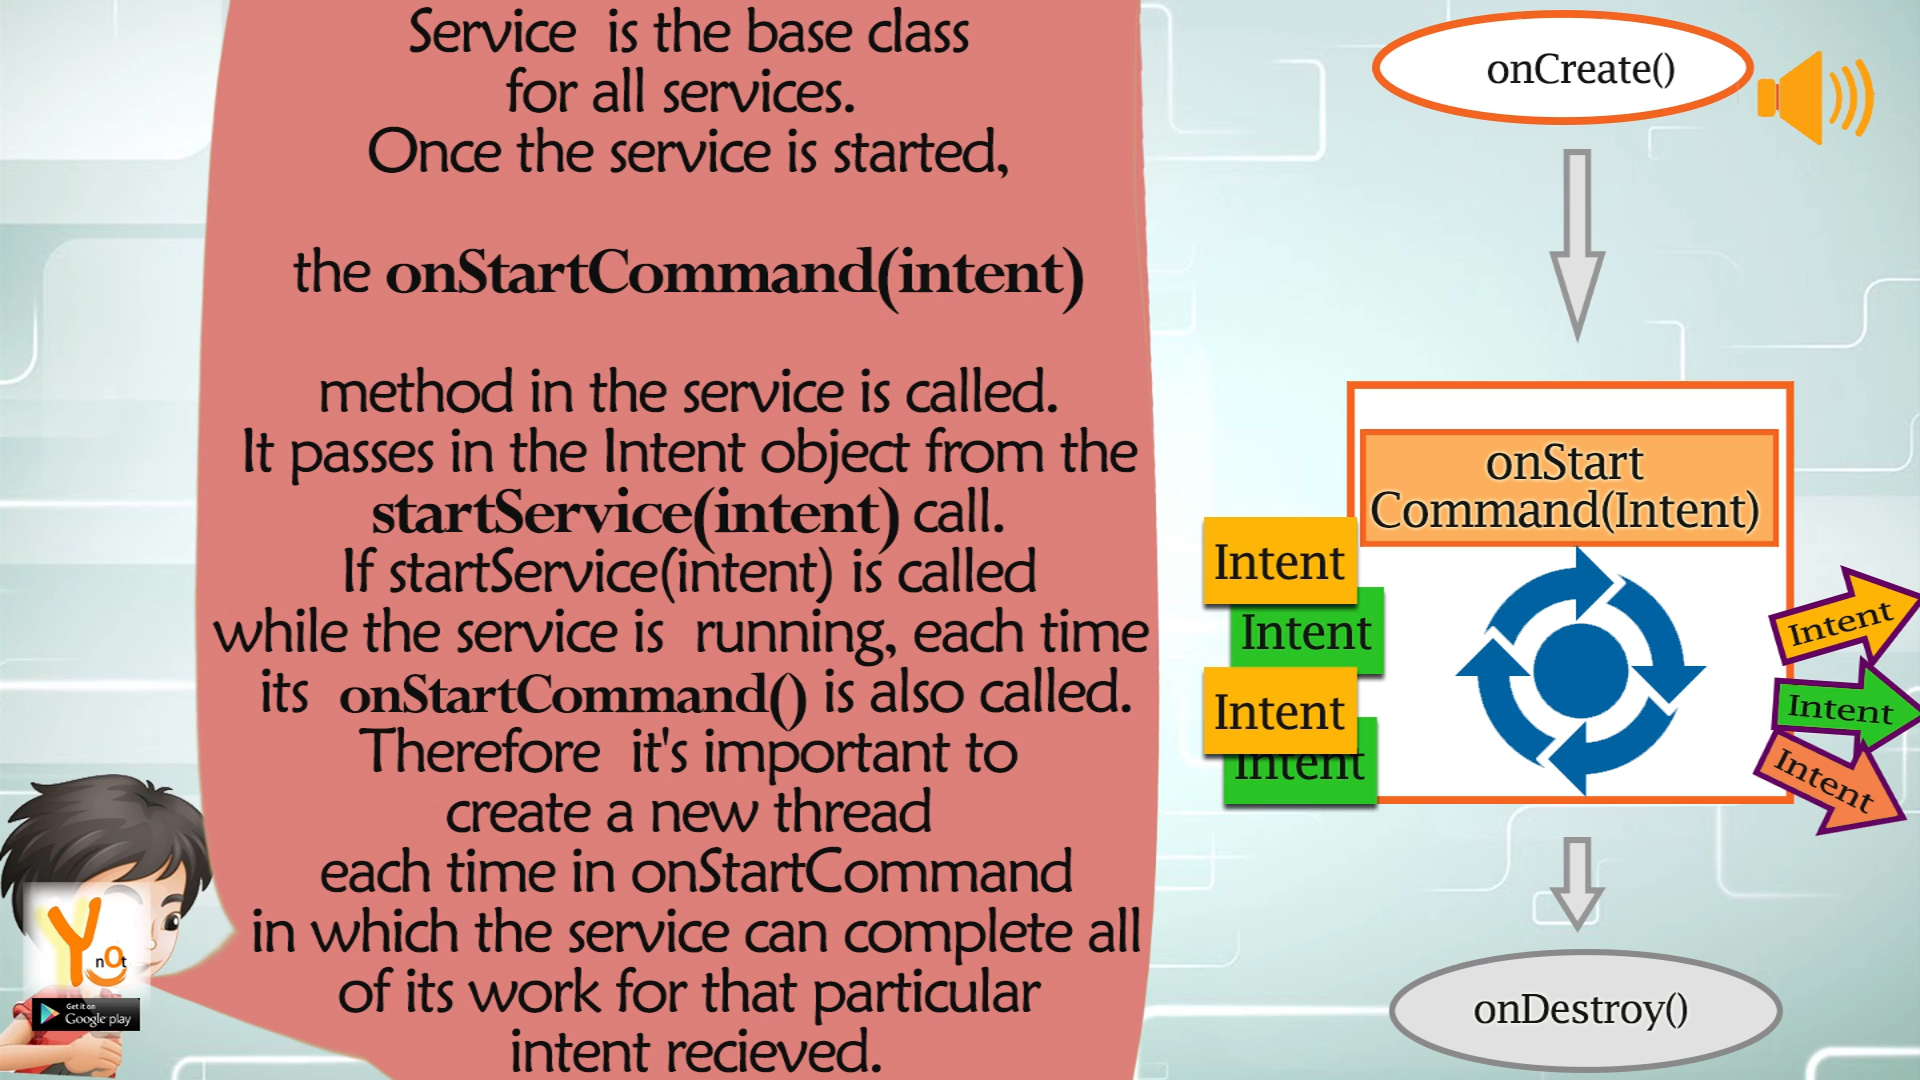 Service is the base class
for all services.
Once the service is started,
the onStartCommand(intent)
method in the service is called.
It passes in the Intent object from the
startService(intent) call.
If startService(intent) is called
while the service is running, each time
its onStartCommand() is also called.
Therefore it's important to
create a new thread
each time in onStartCommand
in which the service can complete all
of its work for that particular
intent recieved.
onCreate()
onStart
Command(Intent)
Intent
Intent
Intent
Intent
Intent
Intent
Intent
onDestroy()
Y nOt
Get it on
Google play